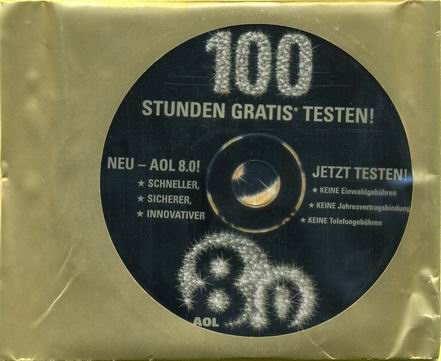 100
STUNDEN GRATIS* TESTEN!
NEU – AOL 8.0!
★ SCHNELLER,
★ SICHERER,
★ INNOVATIVER
JETZT TESTEN!
★ KEINE Einwahlgebühren
★ KEINE Jahresvertragsbindung
★ KEINE Telefongebühren
8.0
AOL